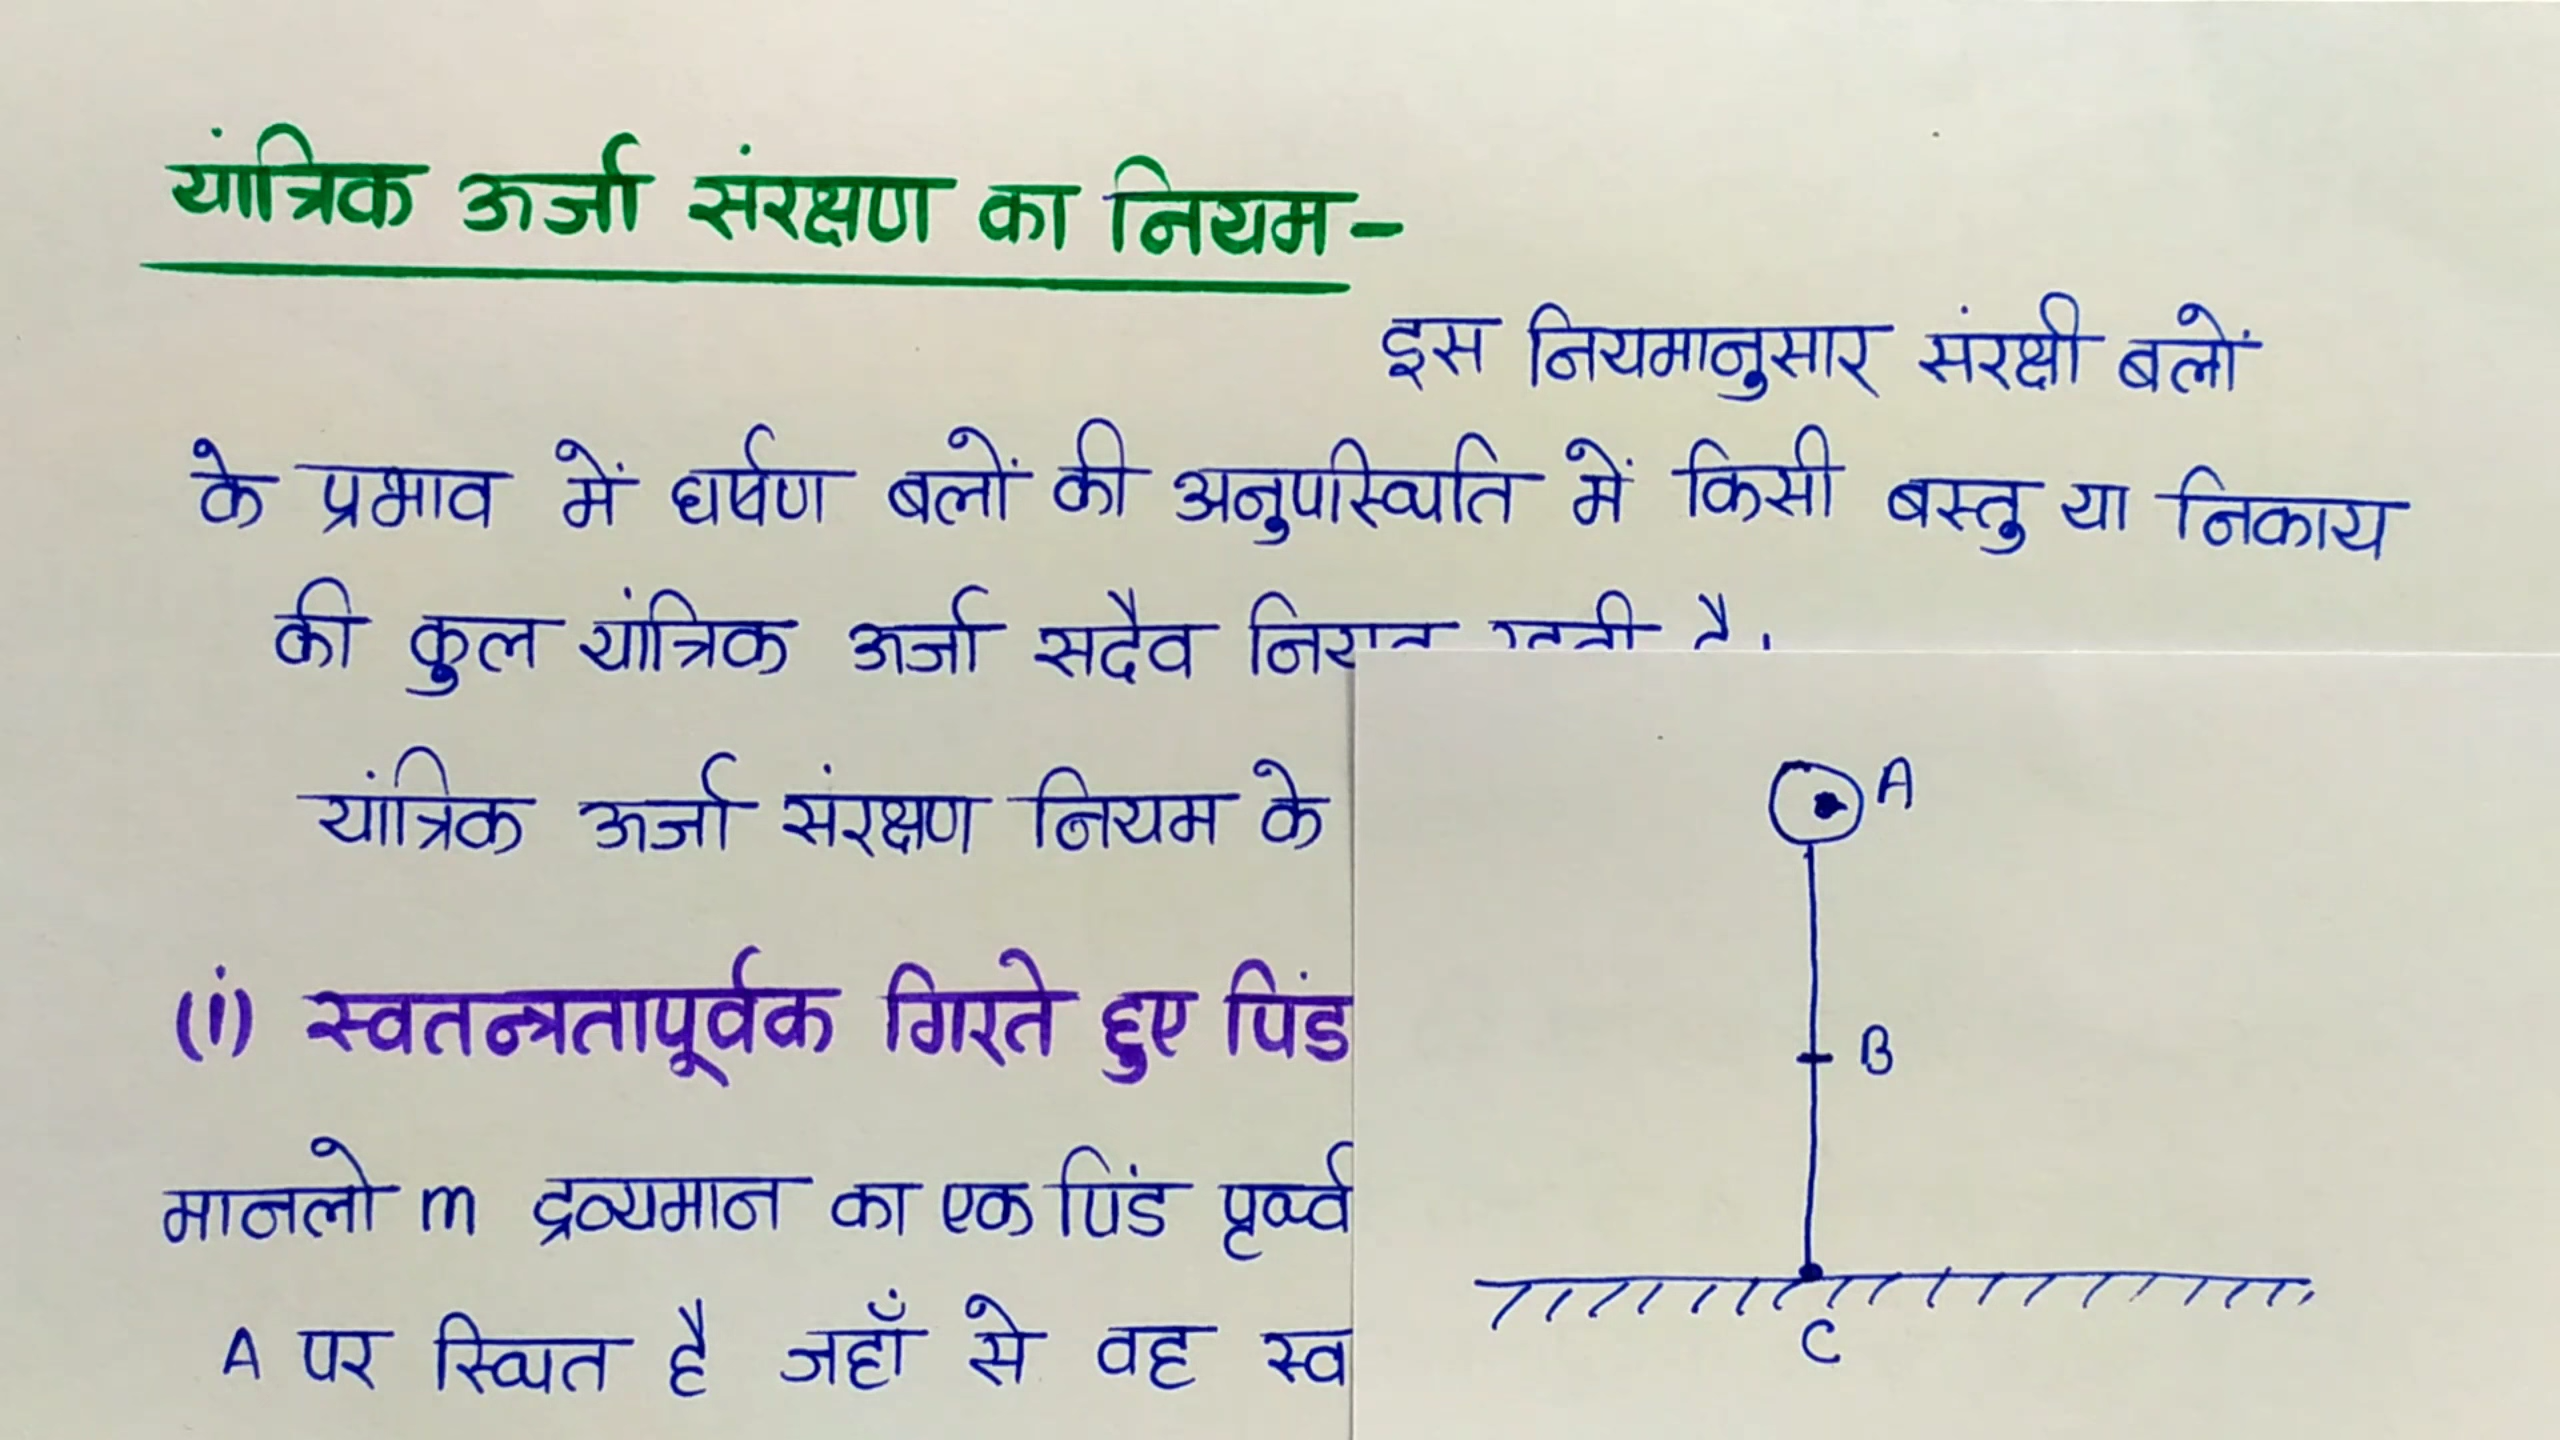 यांत्रिक ऊर्जा संरक्षण का नियम -
इस नियमानुसार संरक्षी बलों
के प्रभाव में घर्षण बलों की अनुपस्थिति में किसी बस्तु या निकाय
की कुल यांत्रिक ऊर्जा सदैव
यांत्रिक ऊर्जा संरक्षण नियम के
(i) स्वतन्त्रतापूर्वक गिरते हुए पिंड
मानलो m द्रव्यमान का एक पिंड
A पर स्थित है जहाँ से वह स्व
A
B
C